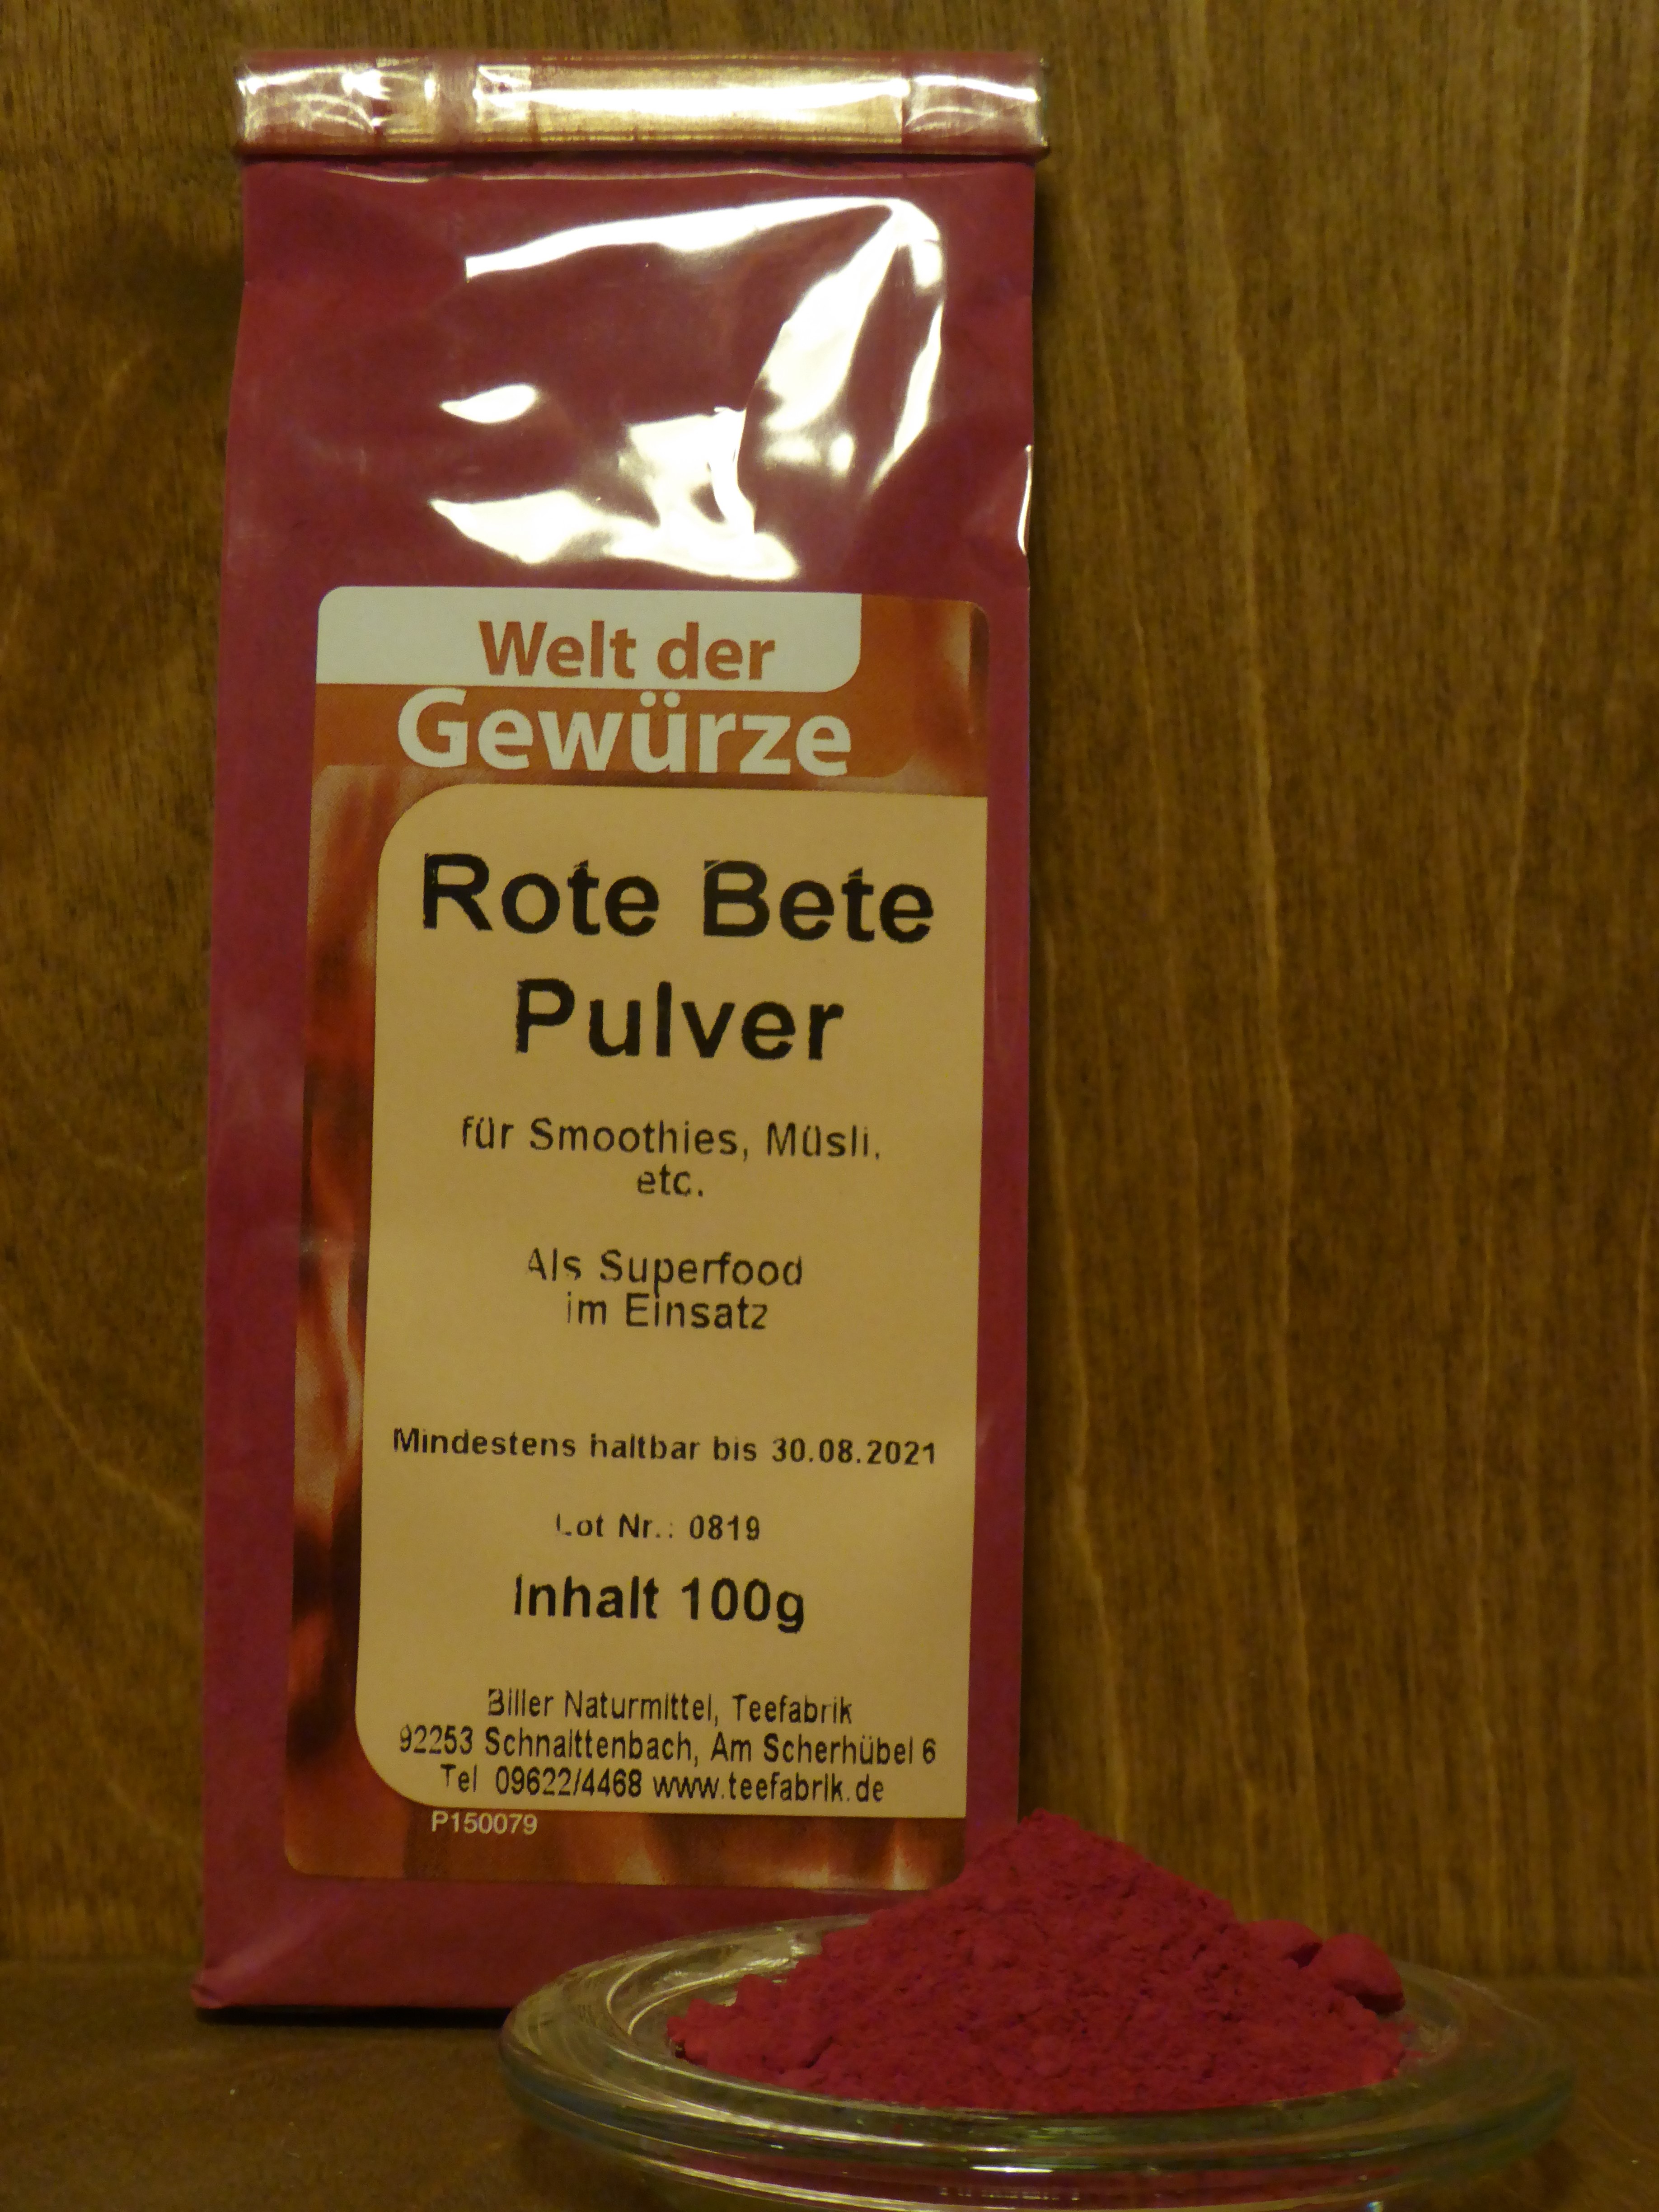 Welt der
Gewürze
Rote Bete
Pulver
für Smoothies, Müsli,
etc.
Als Superfood
im Einsatz
Mindestens haltbar bis 30.08.2021
Lot Nr.: 0819
Inhalt 100g
Biller Naturmittel, Teefabrik
92253 Schnaittenbach, Am Scherhübel 6
Tel 09622/4468 www.teefabrik.de
P150079